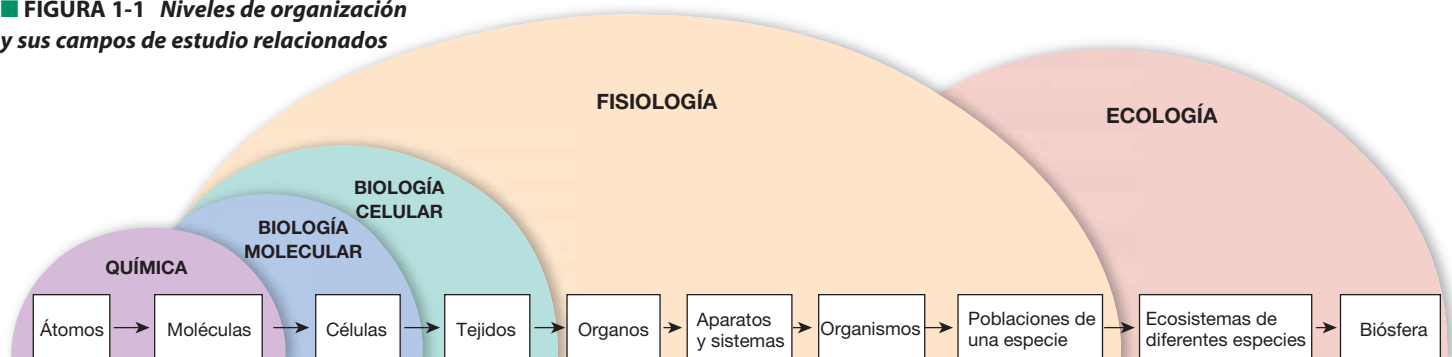 FIGURA 1-1 Niveles de organización
y sus campos de estudio relacionados
FISIOLOGÍA
ECOLOGÍA
BIOLOGÍA
CELULAR
BIOLOGÍA
MOLECULAR
QUÍMICA
Átomos
Moléculas
Células
Tejidos
Organos
Aparatos
y sistemas
Organismos
Poblaciones de
una especie
Ecosistemas de
diferentes especies
Biósfera